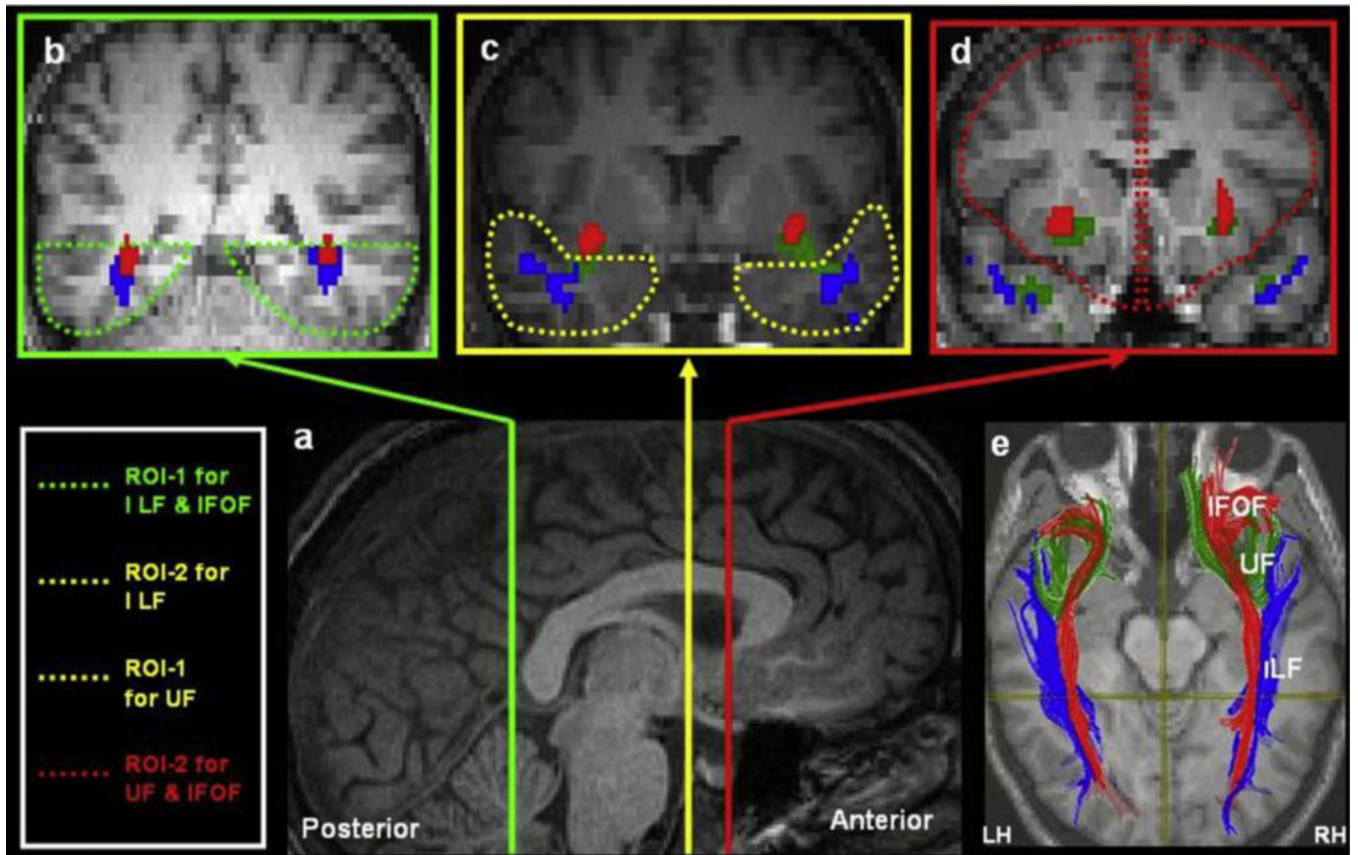 b
c
d
a
e
ROI-1 for
I LF & IFOF
ROI-2 for
I LF
ROI-1
for UF
ROI-2 for
UF & IFOF
Posterior
Anterior
IFOF
UF
ILF
LH
RH